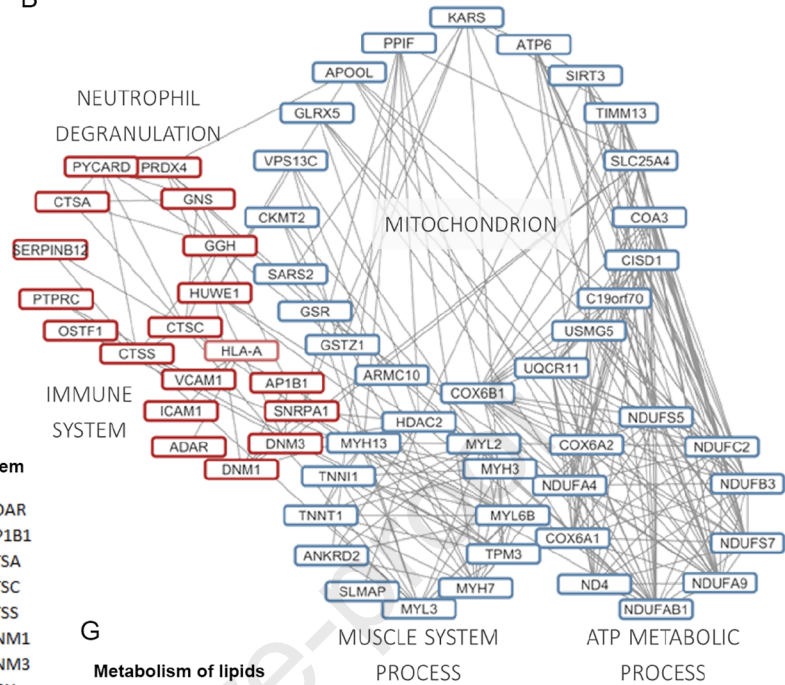 B
KARS
PPIF
ATP6
APOOL
SIRT3
NEUTROPHIL
DEGRANULATION
GLRX5
TIMM13
PYCARD
PRDX4
VPS13C
SLC25A4
CTSA
GNS
CKMT2
MITOCHONDRION
COA3
SERPINB12
GGH
SARS2
CISD1
PTPRC
HUWE1
GSR
C19orf70
OSTF1
CTSC
USMG5
CTSS
HLA-A
GSTZ1
IMMUNE
SYSTEM
VCAM1
AP1B1
ARMC10
UQCR11
COX6B1
ICAM1
SNRPA1
HDAC2
NDUFS5
ADAR
DNM3
MYH13
MYL2
COX6A2
NDUFC2
DNM1
TNNI1
MYH3
NDUFA4
NDUFB3
TNNT1
MYL6B
COX6A1
NDUFS7
ANKRD2
TPM3
SLMAP
MYH7
ND4
NDUFA9
MYL3
NDUFAB1
MUSCLE SYSTEM
PROCESS
ATP METABOLIC
PROCESS
em
DAR
P1B1
TSA
TSC
TSS
NM1
NM3
G
Metabolism of lipids